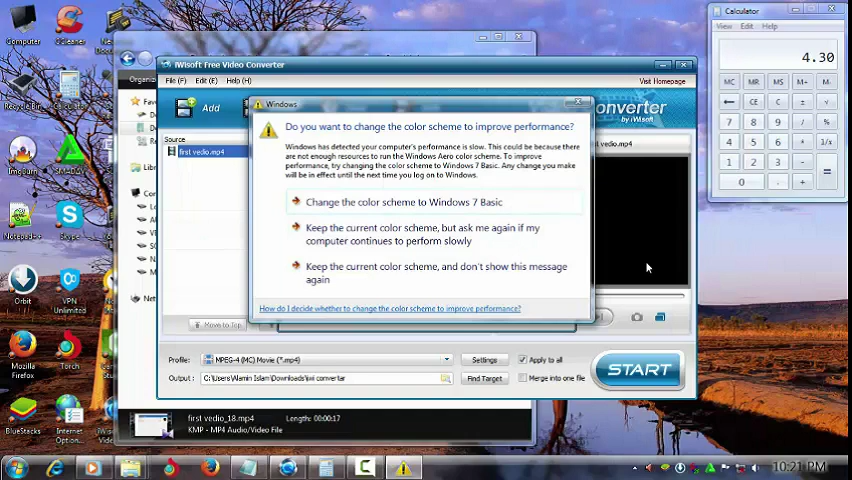 Computer
CCleaner
Recycle Bin
ImgBurn
SMADAV
Notepad++
Skype
Orbit
VPN
Unlimited
Mozilla
Firefox
Torch
BlueStacks
Internet
Option...
Organiz
iWisoft Free Video Converter
File (F)
Edit (E)
Help (H)
Visit Homepage
Add
onverter
by iWisoft
Source
first vedio.mp4
Windows
Do you want to change the color scheme to improve performance?
Windows has detected your computer's performance is slow. This could be because there
are not enough resources to run the Windows Aero color scheme. To improve
performance, try changing the color scheme to Windows 7 Basic. Any change you make
will be in effect until the next time you log on to Windows.
Change the color scheme to Windows 7 Basic
Keep the current color scheme, but ask me again if my
computer continues to perform slowly
Keep the current color scheme, and don't show this message
again
How do I decide whether to change the color scheme to improve performance?
Move to Top
Profile:
MPEG-4 (MC) Movie (*.mp4)
Settings
Apply to all
START
Output :
C:\Users\Alamin Islam\Downloads\iwi convertar
Find Target
Merge into one file
first vedio_18.mp4
Length: 00:00:17
KMP - MP4 Audio/Video File
Calculator
View Edit Help
4.30
MC MR MS M+ M-
CE C
7 8 9 / %
4 5 6 * 1/x
1 2 3 - =
0 . +
10:21 PM